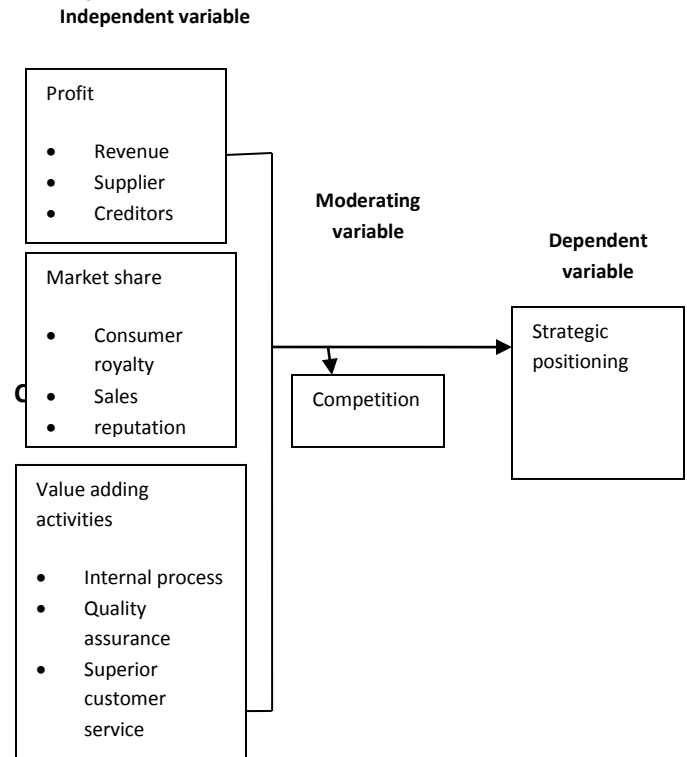 Independent variable
Profit
• Revenue
• Supplier
• Creditors
Market share
• Consumer
royalty
• Sales
• reputation
Value adding
activities
• Internal process
• Quality
assurance
• Superior
customer
service
Moderating
variable
Competition
Dependent
variable
Strategic
positioning